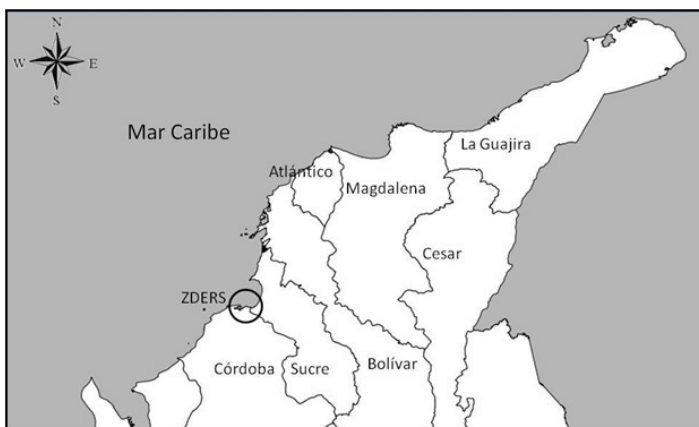 N
W E
S
Mar Caribe
La Guajira
Atlántico
Magdalena
Cesar
ZDERS
Córdoba
Sucre
Bolívar